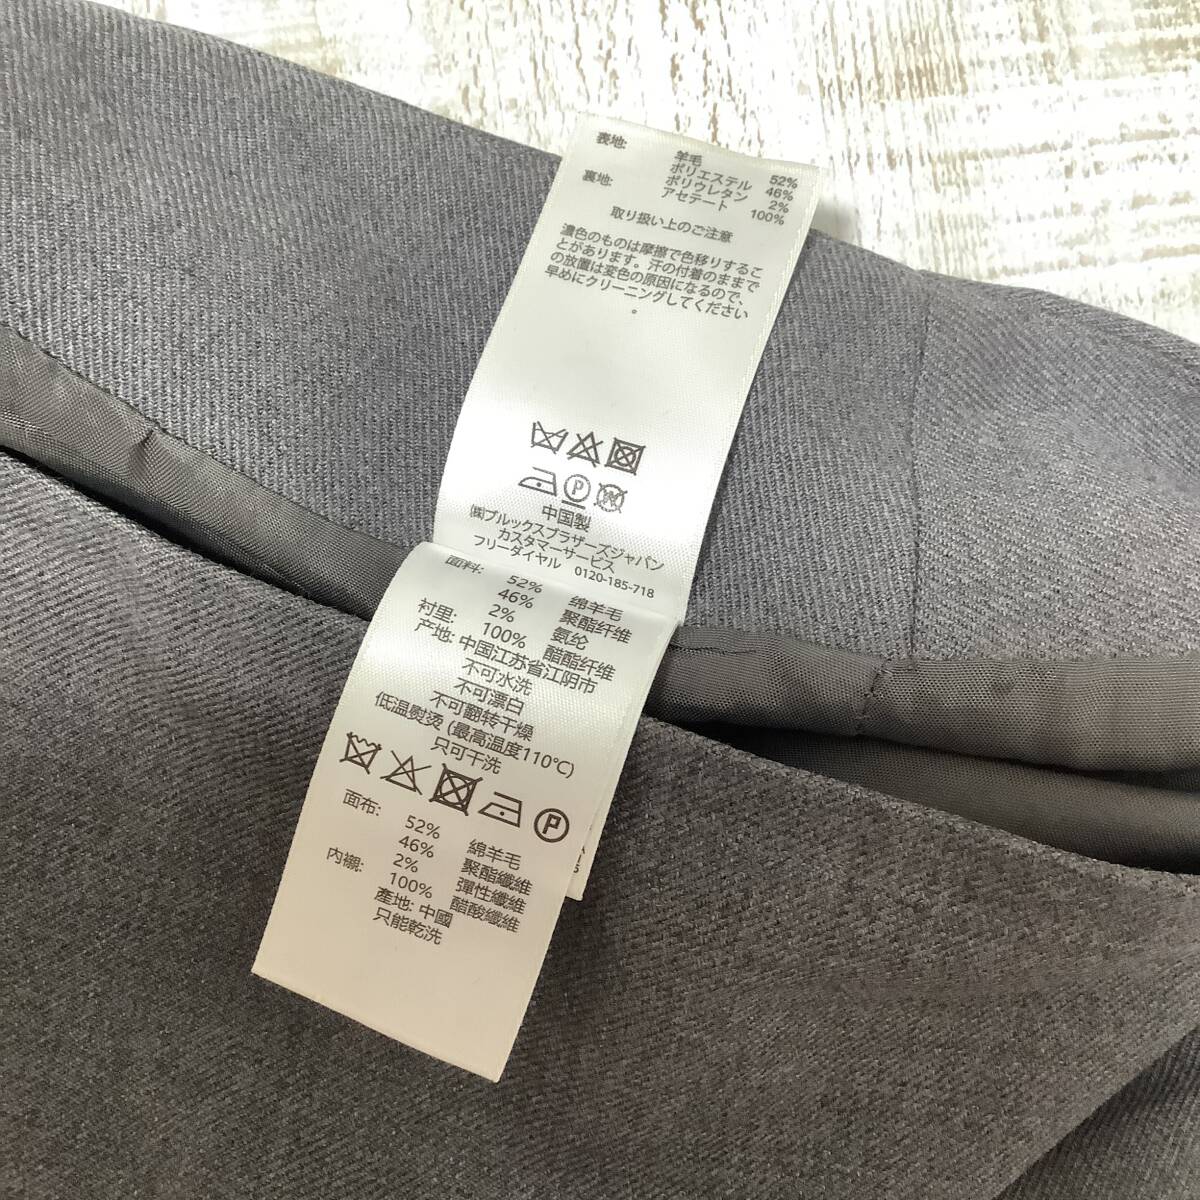 表地: 羊毛 52%
ポリエステル 46%
ポリウレタン 2%
裏地: アセテート 100%
取り扱い上のご注意
濃色のものは摩擦で色移りするこ
とがあります。汗の付着のままで
の放置は変色の原因になるので、
早めにクリーニングしてください
。
P W
中国製
㈱ブルックスブラザーズジャパン
カスタマーサービス
フリーダイヤル 0120-185-718
面料: 52% 绵羊毛
46% 聚酯纤维
2% 氨纶
衬里: 100% 醋酯纤维
产地: 中国江苏省江阴市
不可水洗
不可漂白
不可翻转干燥
低温熨烫 (最高温度110℃)
只可干洗
P
面布: 52% 綿羊毛
46% 聚酯纖維
2% 彈性纖維
內襯: 100% 醋酸纖維
產地: 中國
只能乾洗